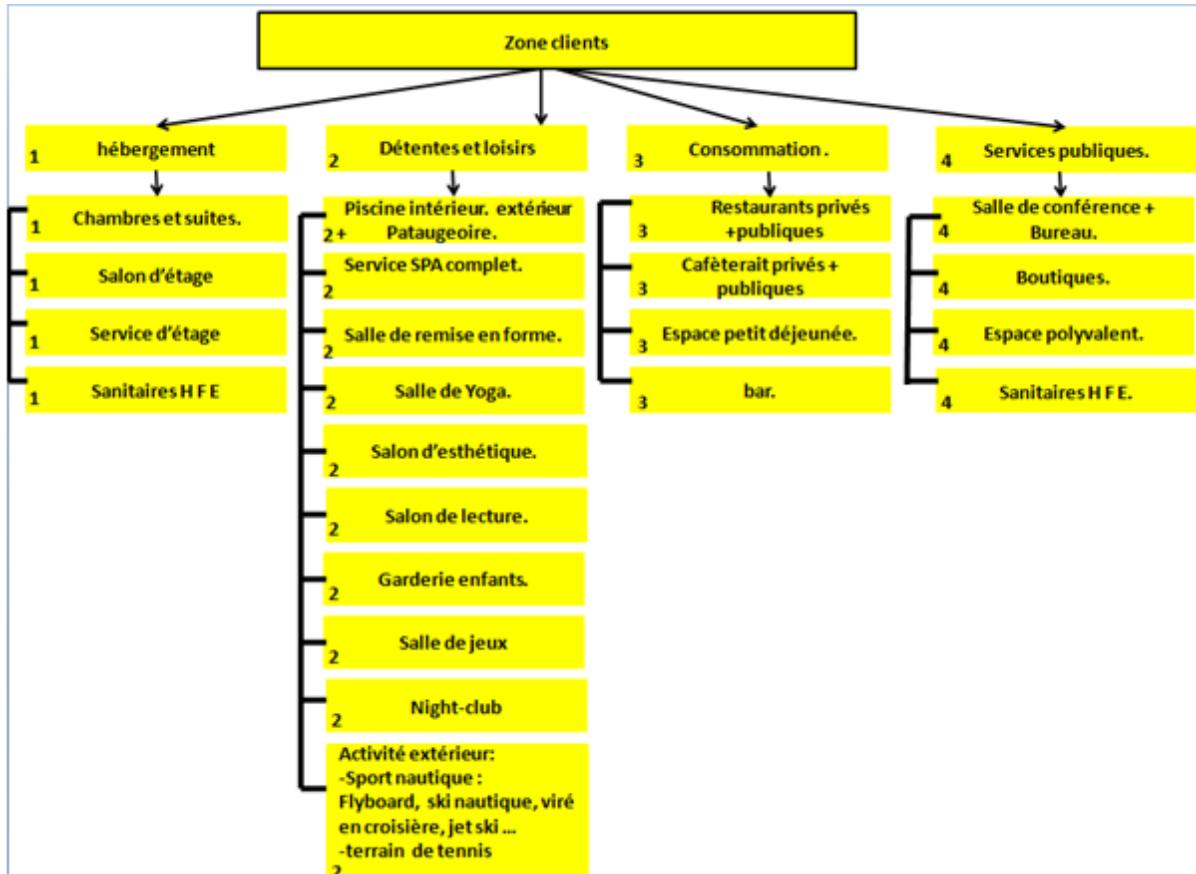 Zone clients
1 hébergement
1 Chambres et suites.
1 Salon d'étage
1 Service d'étage
1 Sanitaires H F E
2 Détentes et loisirs
Piscine intérieur. extérieur
2 + Pataugeoire.
Service SPA complet.
2
Salle de remise en forme.
2
Salle de Yoga.
2
Salon d'esthétique.
2
Salon de lecture.
2
Garderie enfants.
2
Salle de jeux
2
Night-club
2
Activité extérieur:
-Sport nautique :
Flyboard, ski nautique, viré
en croisière, jet ski ...
-terrain de tennis
2
3 Consommation .
Restaurants privés
3 +publiques
Cafèterait privés +
3 publiques
3 Espace petit déjeunée.
3 bar.
4 Services publiques.
Salle de conférence +
4 Bureau.
4 Boutiques.
4 Espace polyvalent.
4 Sanitaires H F E.